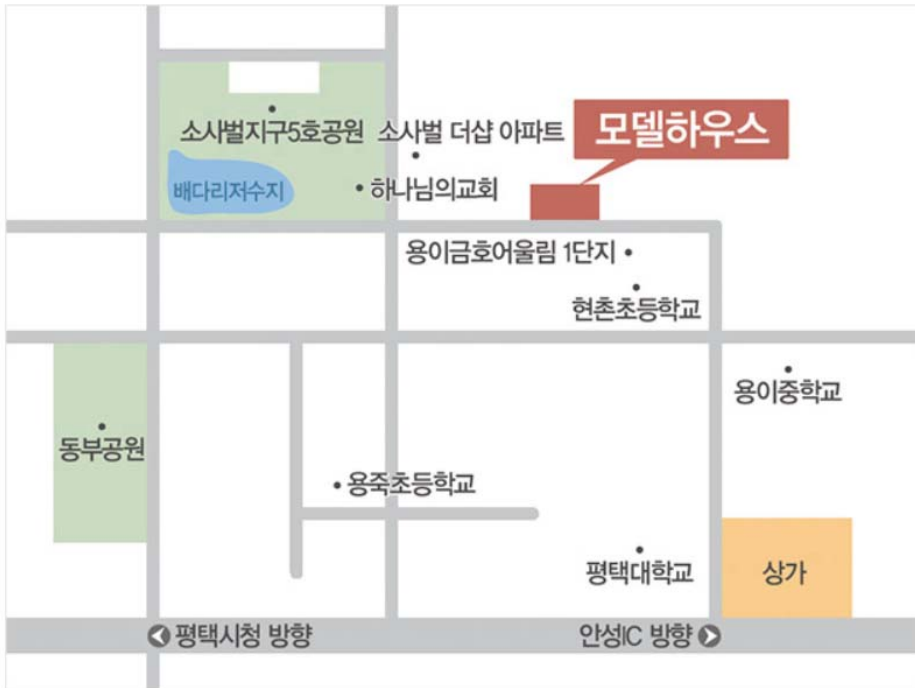 소사벌지구5호공원
소사벌 더샵 아파트
모델하우스
배다리저수지
하나님의교회
용이금호어울림 1단지
현촌초등학교
용이중학교
동부공원
용죽초등학교
평택대학교
상가
평택시청 방향
안성IC 방향